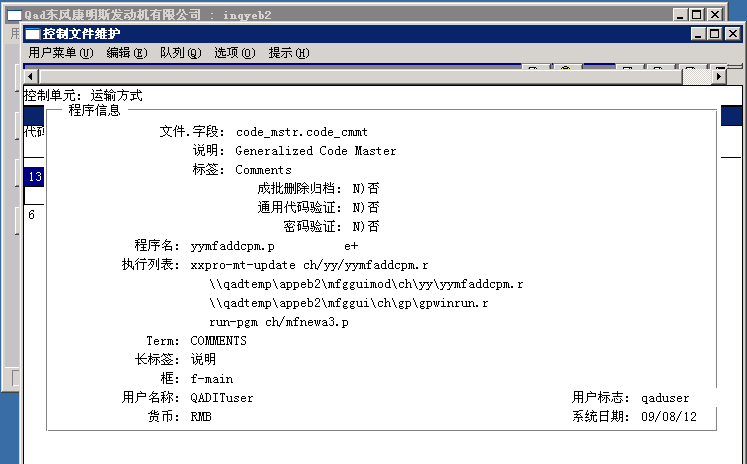 Qad东风康明斯发动机有限公司 : inqyeb2
用
控制文件维护
用户菜单(U) 编辑(E) 队列(Q) 选项(O) 提示(H)
控制单元: 运输方式
程序信息
代码
文件.字段: code_mstr.code_cmmt
说明: Generalized Code Master
标签: Comments
13
成批删除归档: N)否
通用代码验证: N)否
6
密码验证: N)否
程序名: yymfaddcpm.p e+
执行列表: xxpro-mt-update ch/yy/yymfaddcpm.r
\\qadtemp\appeb2\mfgguimod\ch\yy\yymfaddcpm.r
\\qadtemp\appeb2\mfggui\ch\gp\gpwinrun.r
run-pgm ch/mfnewa3.p
Term: COMMENTS
长标签: 说明
框: f-main
用户名称: QADITuser 用户标志: qaduser
货币: RMB 系统日期: 09/08/12